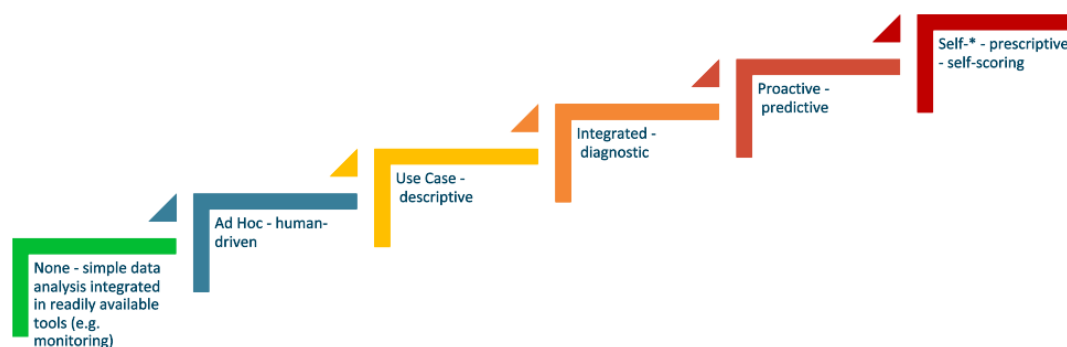 None - simple data
analysis integrated
in readily available
tools (e.g.
monitoring)
Ad Hoc - human-
driven
Use Case -
descriptive
Integrated -
diagnostic
Proactive -
predictive
Self-* - prescriptive
- self-scoring